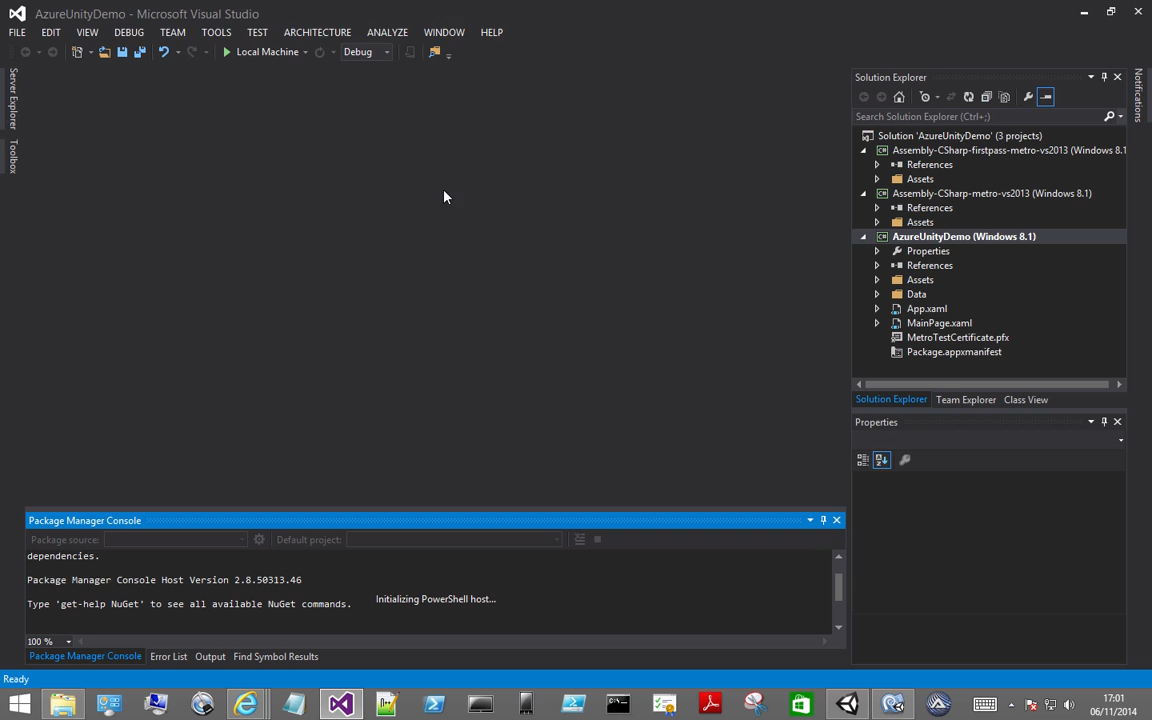 AzureUnityDemo - Microsoft Visual Studio
FILE EDIT VIEW DEBUG TEAM TOOLS TEST ARCHITECTURE ANALYZE WINDOW HELP
Local Machine Debug
Server Explorer
Toolbox
Solution Explorer
Search Solution Explorer (Ctrl+;)
Solution 'AzureUnityDemo' (3 projects)
Assembly-CSharp-firstpass-metro-vs2013 (Windows 8.1
References
Assets
Assembly-CSharp-metro-vs2013 (Windows 8.1)
References
Assets
AzureUnityDemo (Windows 8.1)
Properties
References
Assets
Data
App.xaml
MainPage.xaml
MetroTestCertificate.pfx
Package.appxmanifest
Solution Explorer Team Explorer Class View
Properties
Notifications
Package Manager Console
Package source: Default project:
dependencies.
Package Manager Console Host Version 2.8.50313.46
Type 'get-help NuGet' to see all available NuGet commands.
Initializing PowerShell host...
100 %
Package Manager Console Error List Output Find Symbol Results
Ready
17:01
06/11/2014